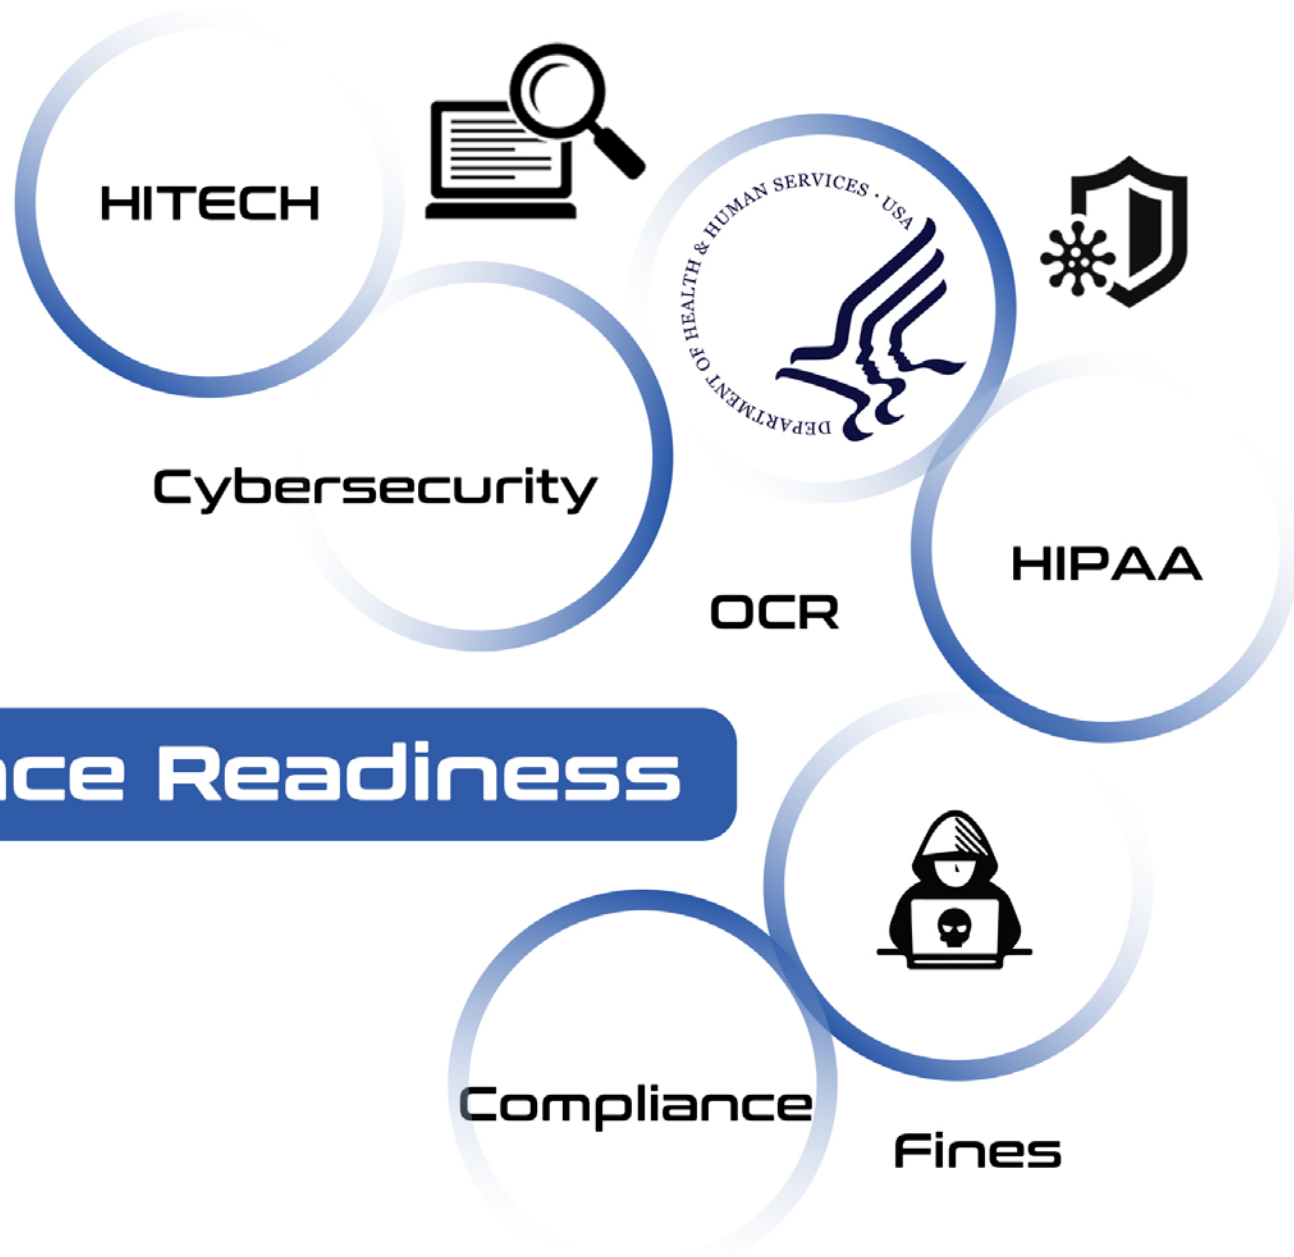 HITECH
DEPARTMENT OF HEALTH & HUMAN SERVICES · USA
Cybersecurity
HIPAA
OCR
nce Readiness
Compliance
Fines